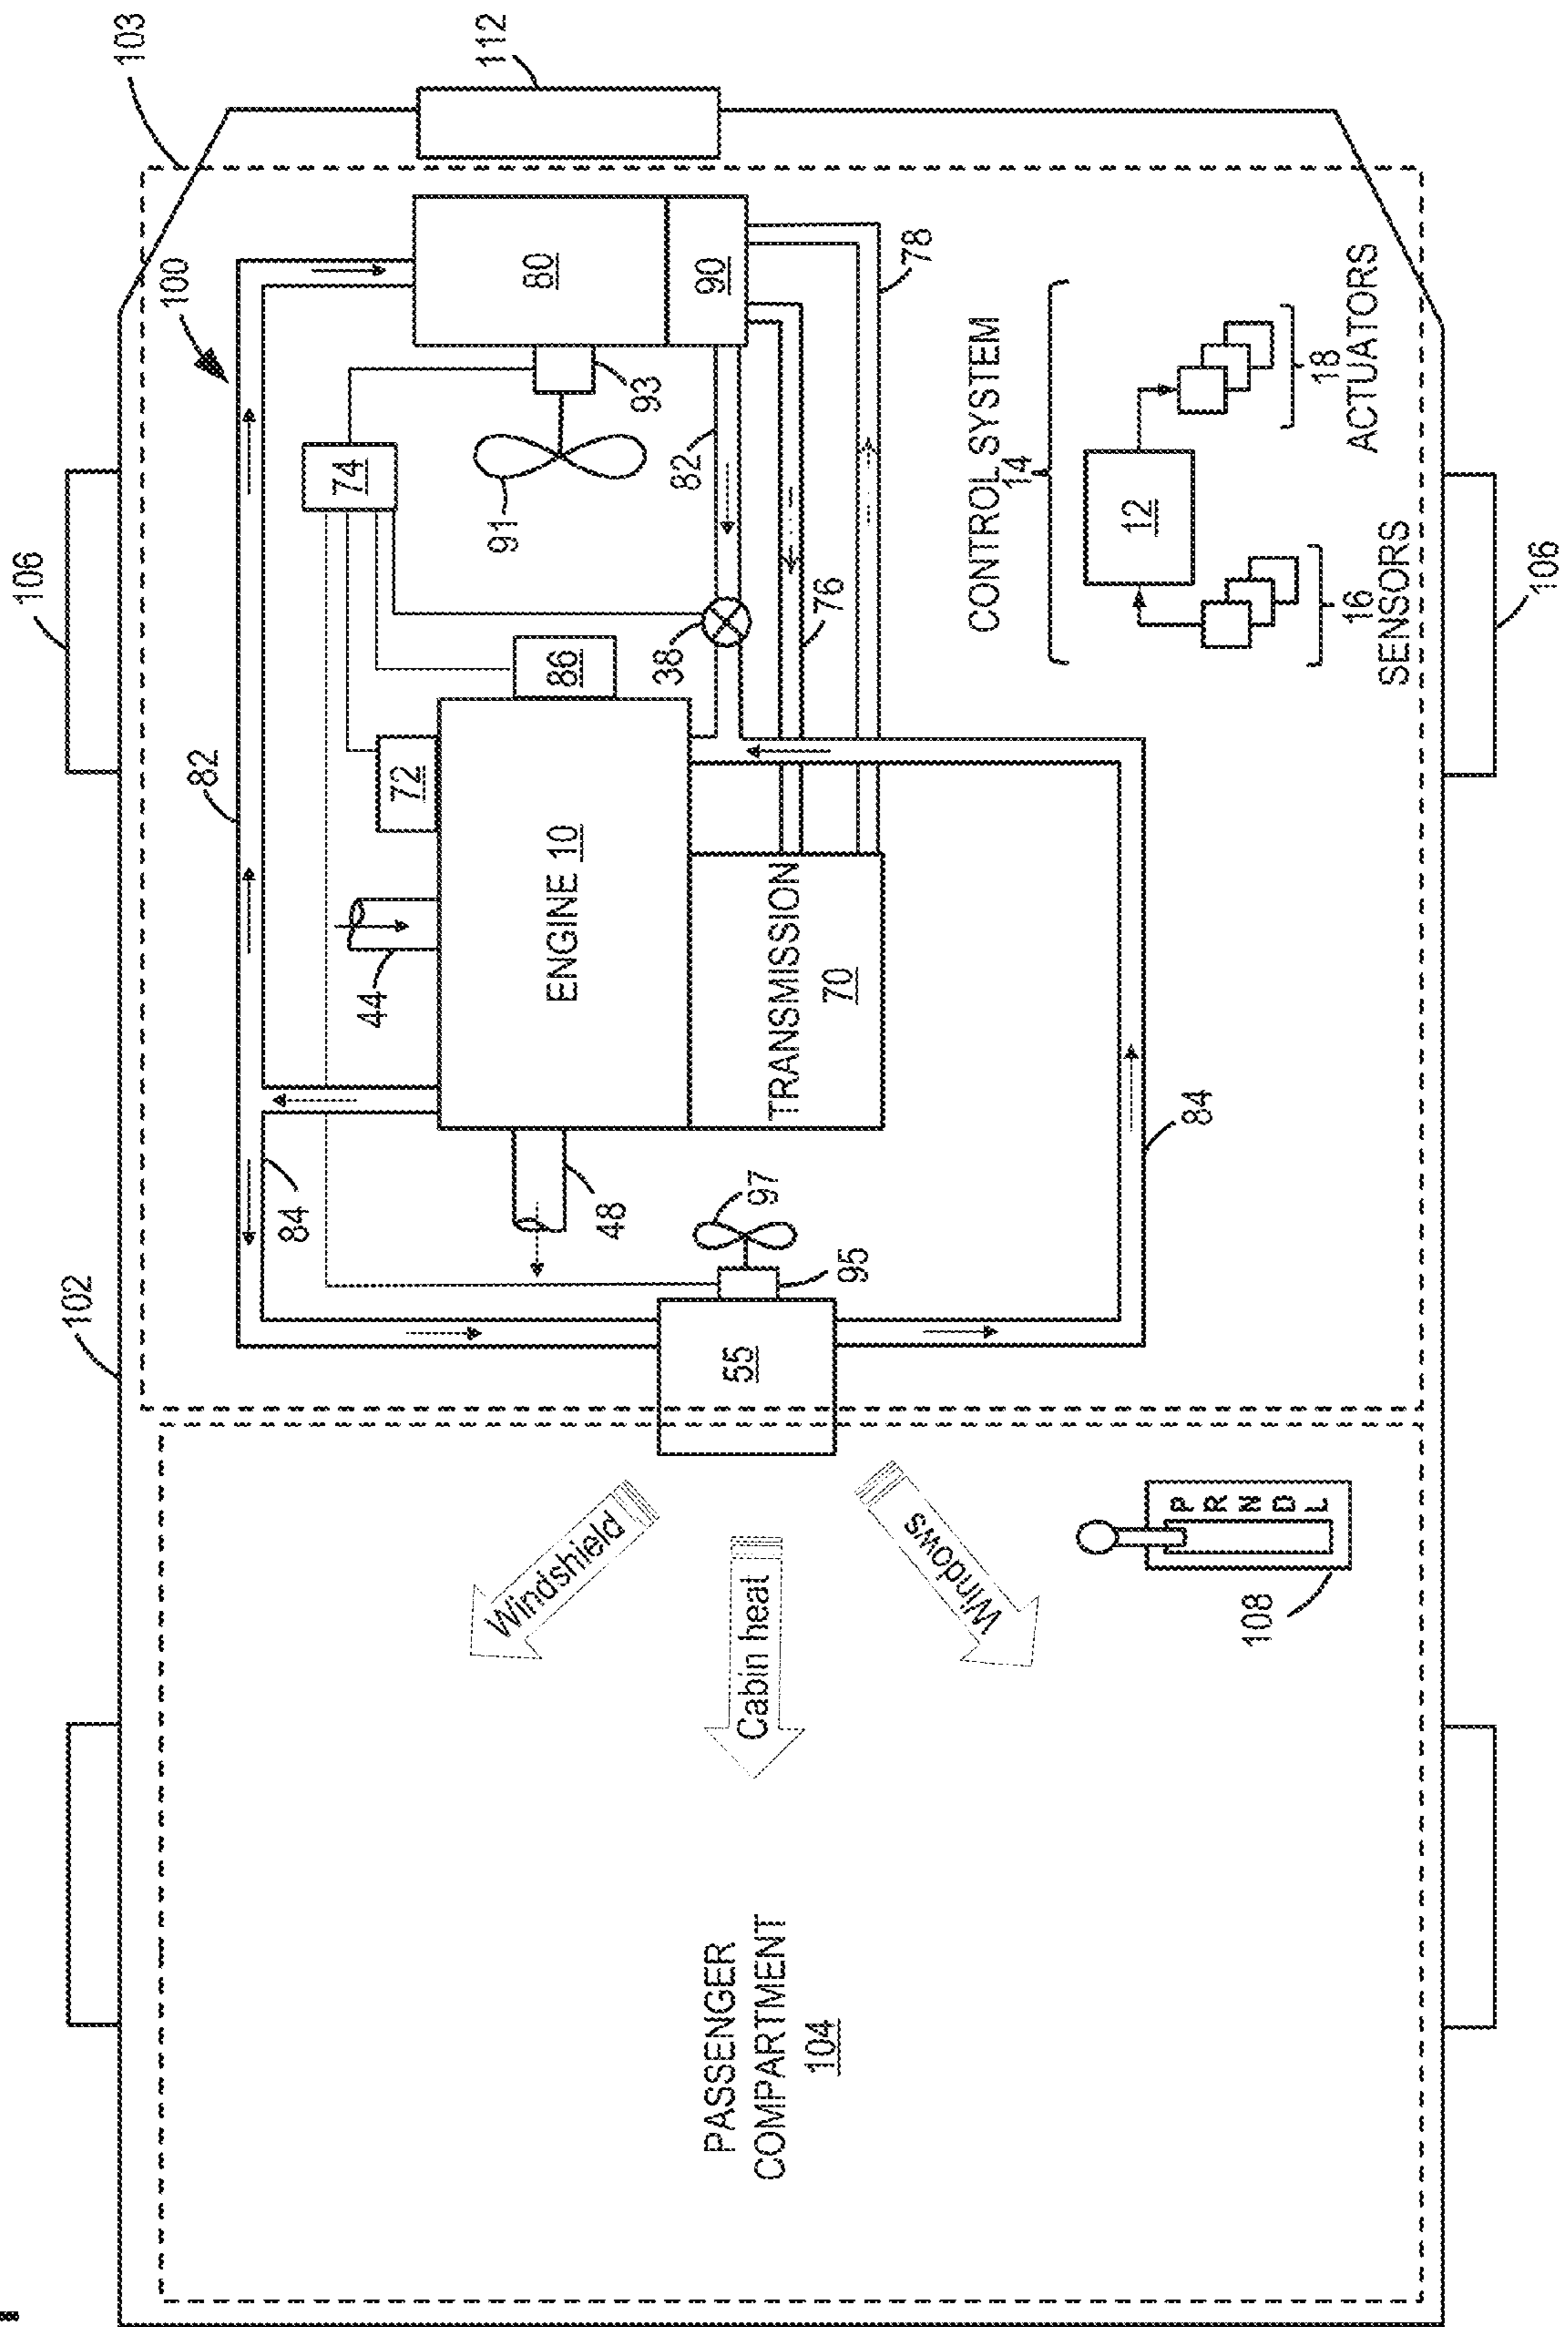 106
103
112
102
82
100
74
80
90
93
91
82
78
38
76
86
72
44
ENGINE 10
TRANSMISSION
70
84
48
97
95
55
84
CONTROL SYSTEM
14
12
18
ACTUATORS
16
SENSORS
106
Windshield
Cabin heat
Windows
PASSENGER
COMPARTMENT
104
P
R
N
D
L
108